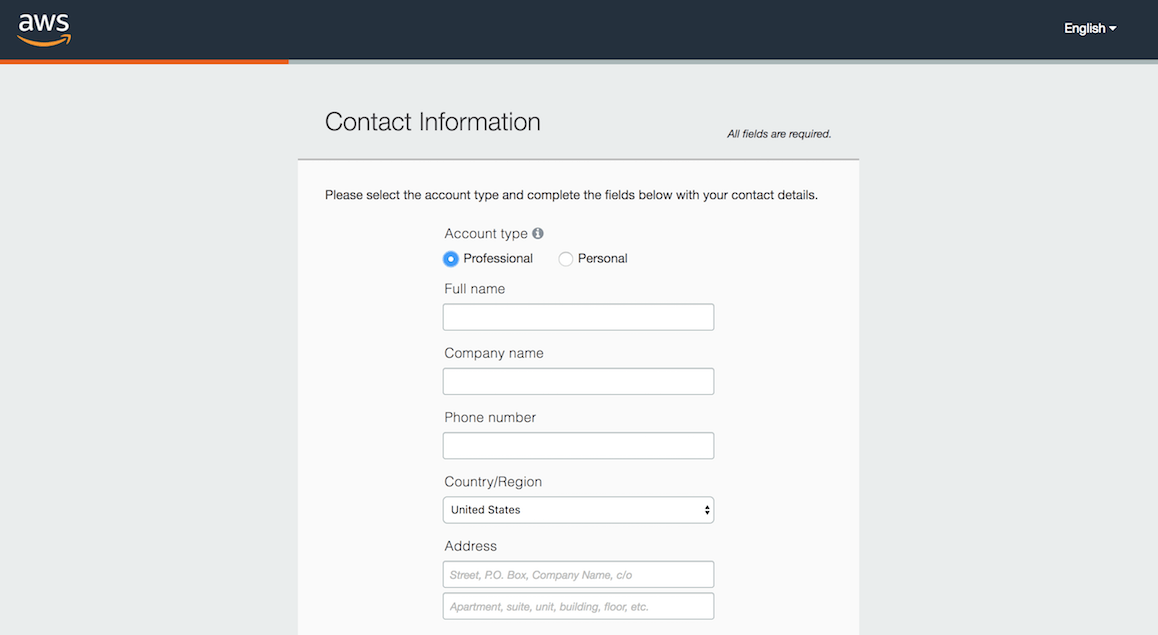 aws
English
Contact Information
All fields are required.
Please select the account type and complete the fields below with your contact details.
Account type
Professional Personal
Full name
Company name
Phone number
Country/Region
United States
Address
Street, P.O. Box, Company Name, c/o
Apartment, suite, unit, building, floor, etc.